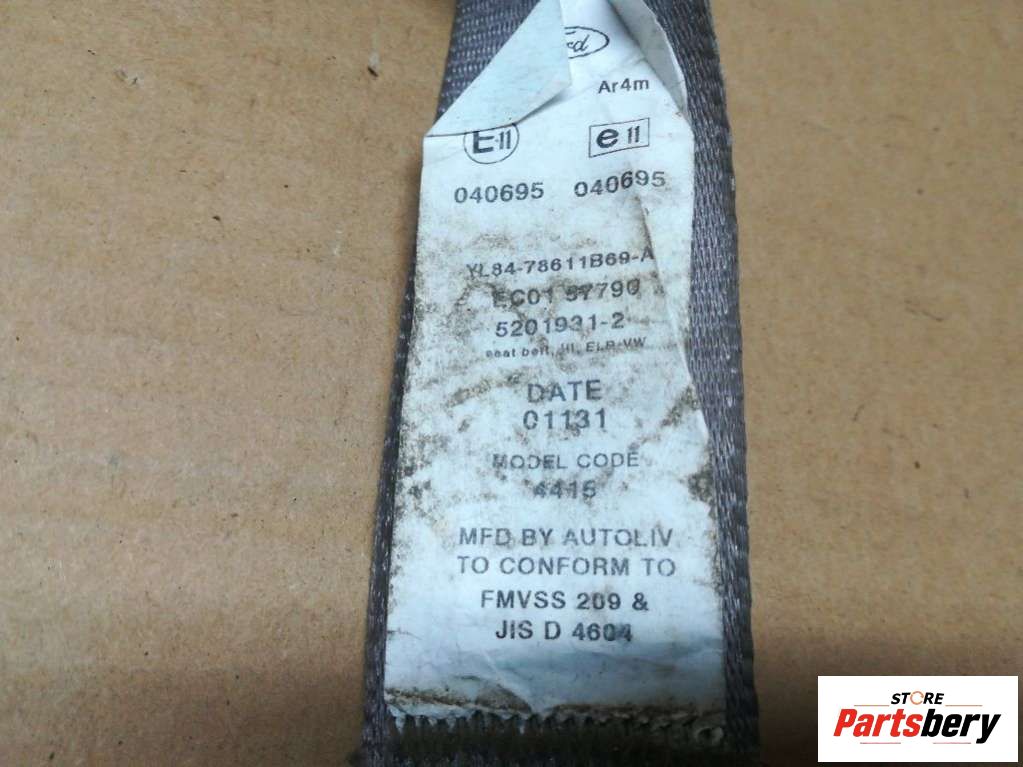 Ar4m
E11 e11
040695 040695
YL84-78611B69-A
EC01 57790
5201931-2
seat belt, III, ELR-VW
DATE
01131
MODEL CODE
4415
MFD BY AUTOLIV
TO CONFORM TO
FMVSS 209 &
JIS D 4604
STORE
Partsbery